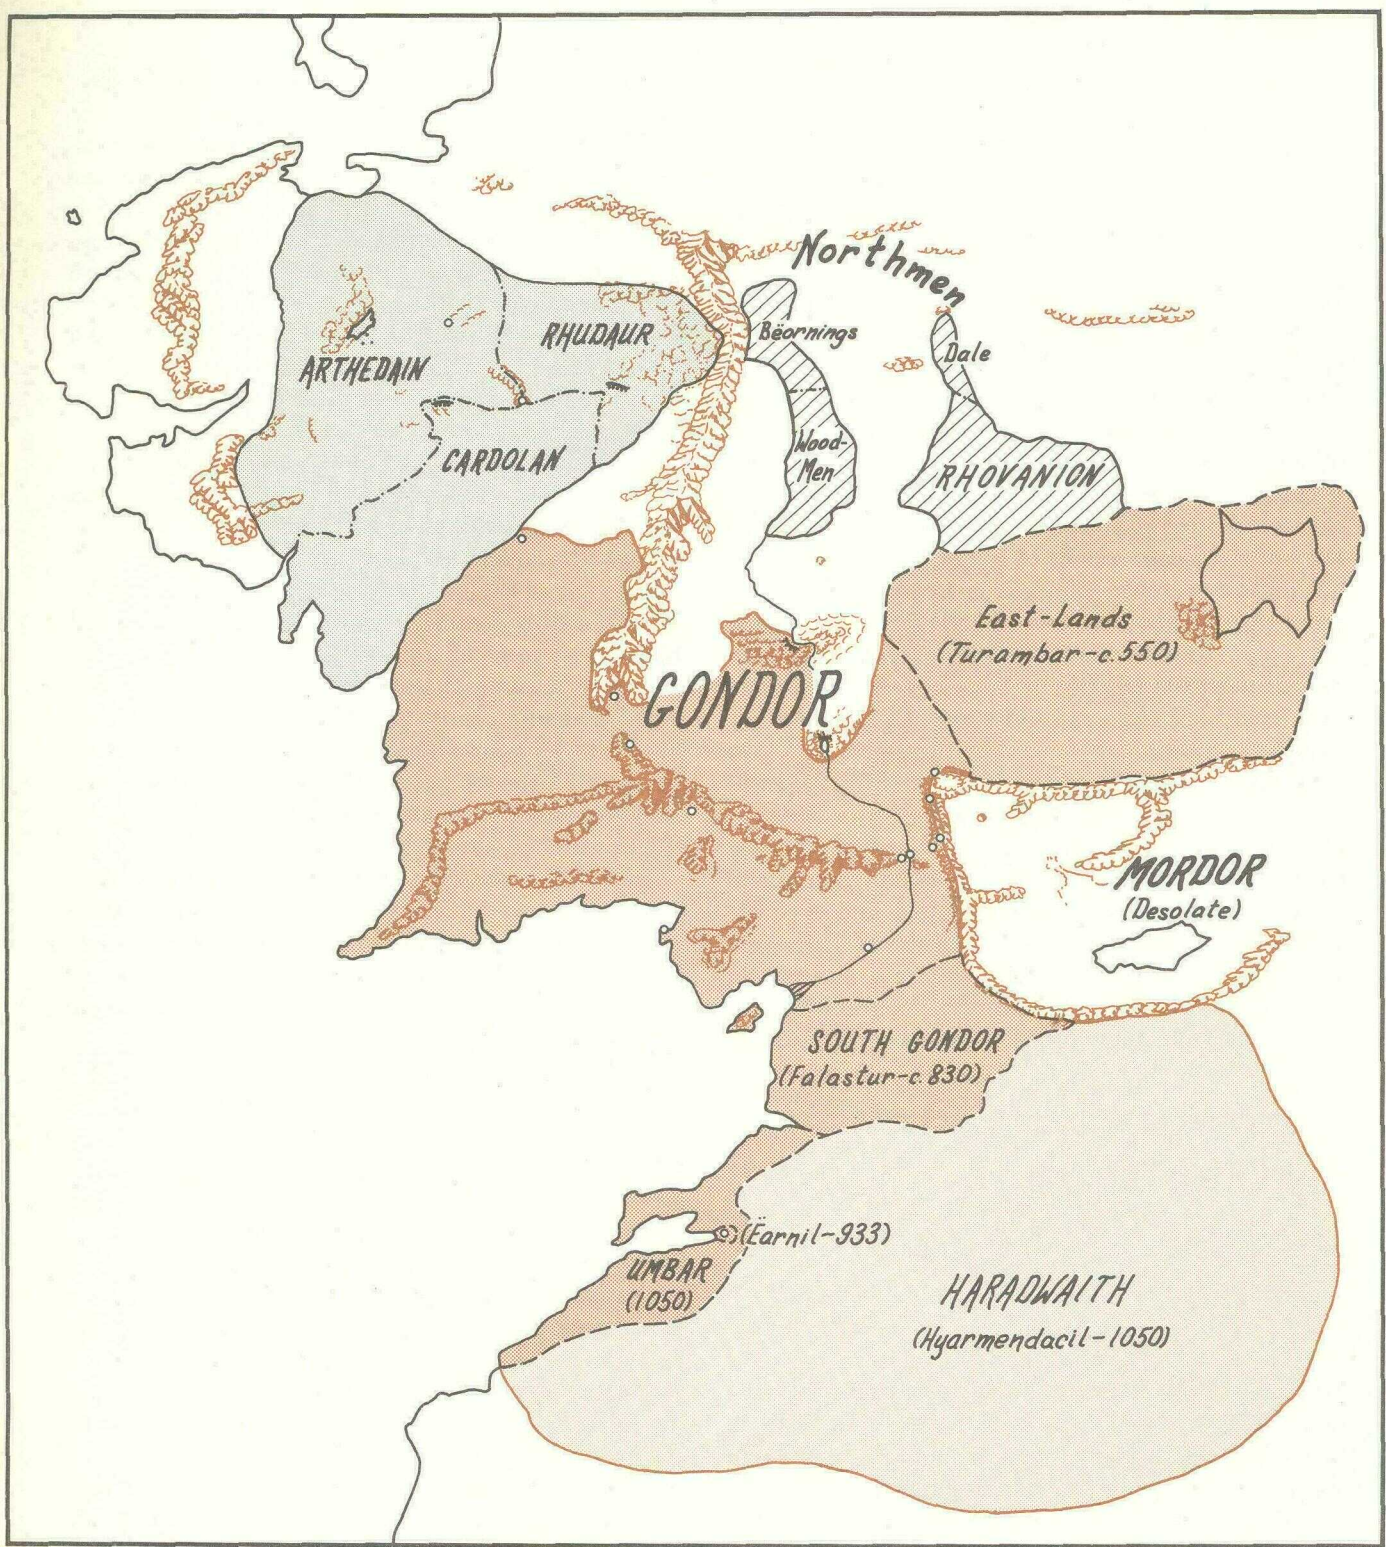 Northmen
RHUDAUR
Bëornings
Dale
ARTHEDAIN
Wood-
Men
CARDOLAN
RHOVANION
East-Lands
(Turambar-c.550)
GONDOR
MORDOR
(Desolate)
SOUTH GONDOR
(Falastur-c.830)
(Ëarnil-933)
UMBAR
(1050)
HARADWAITH
(Hyarmendacil-1050)